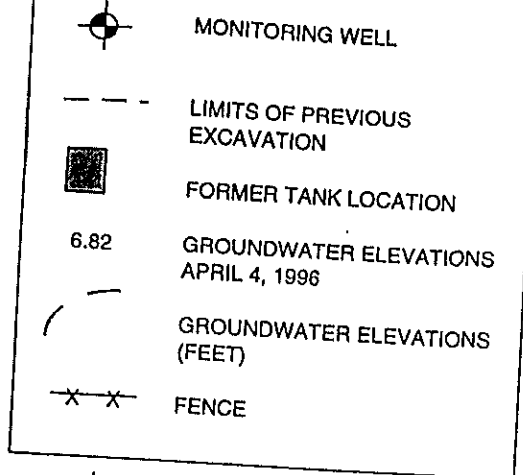 MONITORING WELL
LIMITS OF PREVIOUS
EXCAVATION
FORMER TANK LOCATION
6.82 GROUNDWATER ELEVATIONS
APRIL 4, 1996
GROUNDWATER ELEVATIONS
(FEET)
X X FENCE